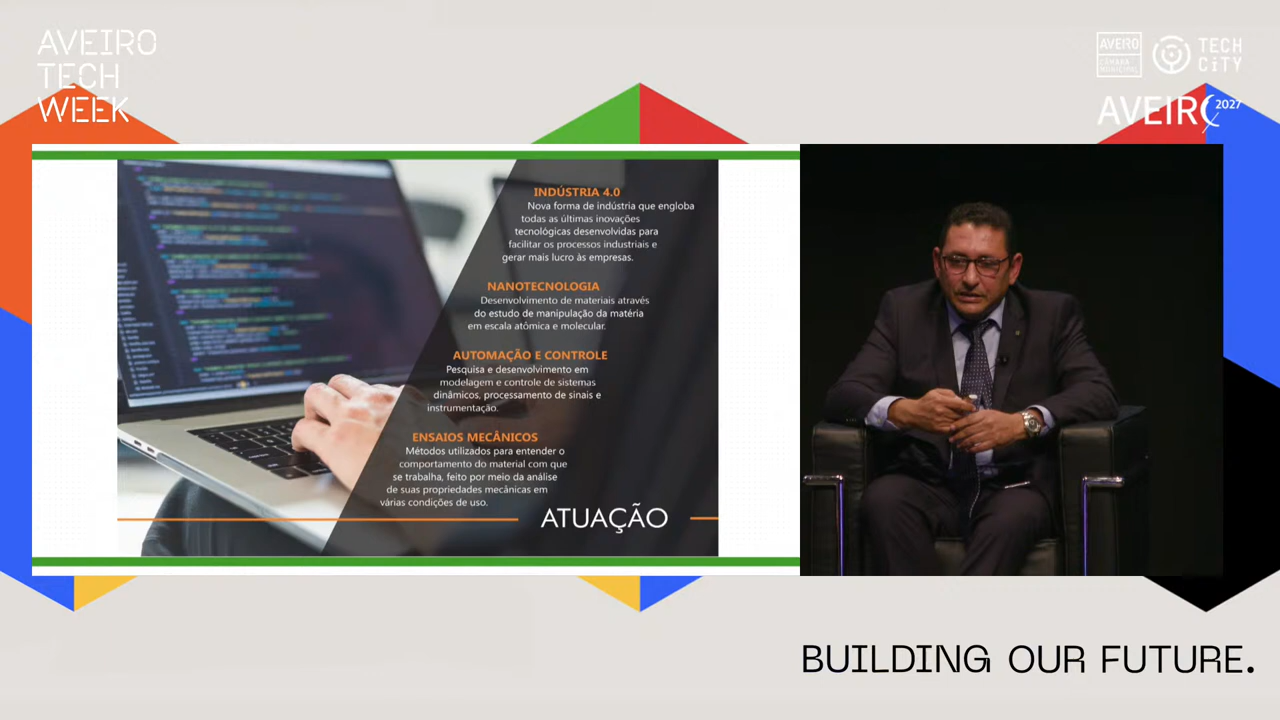 AVEIRO
TECH
WEEK
AVEIRO
CÂMARA
MUNICIPAL
TECH
CiTY
AVEIRO 2027
INDÚSTRIA 4.0
Nova forma de indústria que engloba
todas as últimas inovações
tecnológicas desenvolvidas para
facilitar os processos industriais e
gerar mais lucro às empresas.
NANOTECNOLOGIA
Desenvolvimento de materiais através
do estudo de manipulação da matéria
em escala atômica e molecular.
AUTOMAÇÃO E CONTROLE
Pesquisa e desenvolvimento em
modelagem e controle de sistemas
dinâmicos, processamento de sinais e
instrumentação.
ENSAIOS MECÂNICOS
Métodos utilizados para entender o
comportamento do material com que
se trabalha, feito por meio da análise
de suas propriedades mecânicas em
várias condições de uso.
ATUAÇÃO
BUILDING OUR FUTURE.